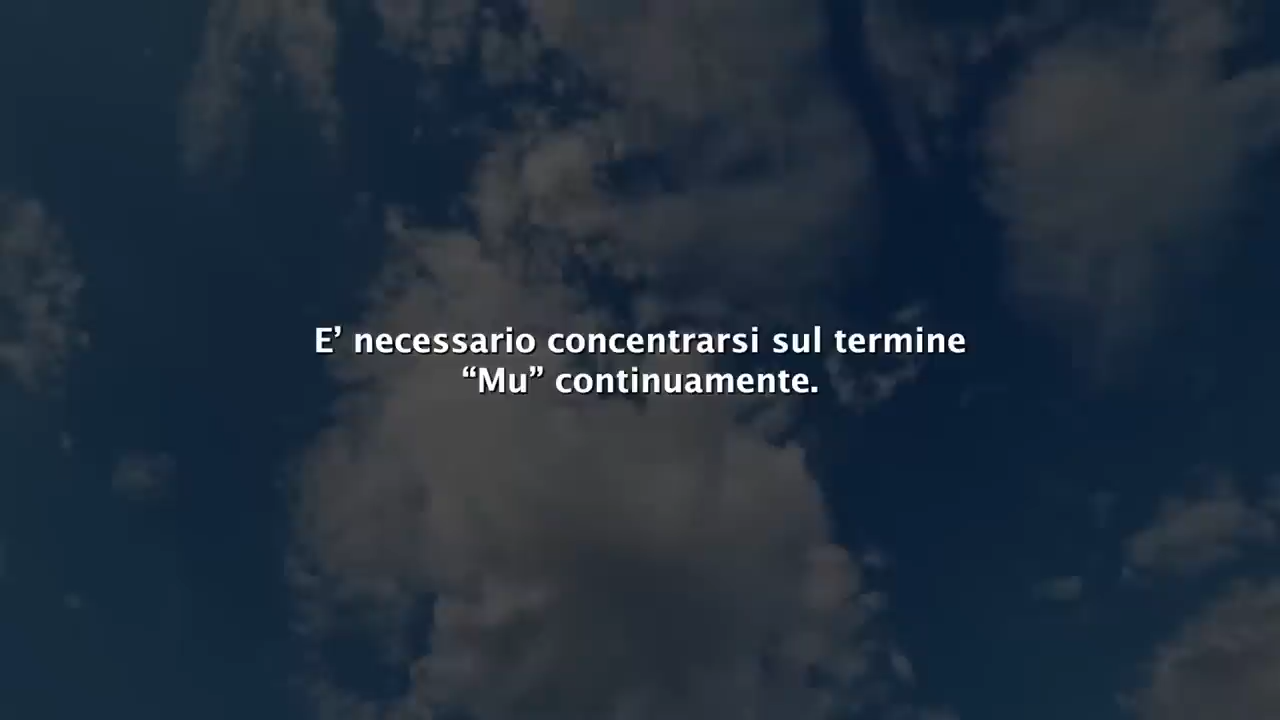 E’ necessario concentrarsi sul termine
“Mu” continuamente.